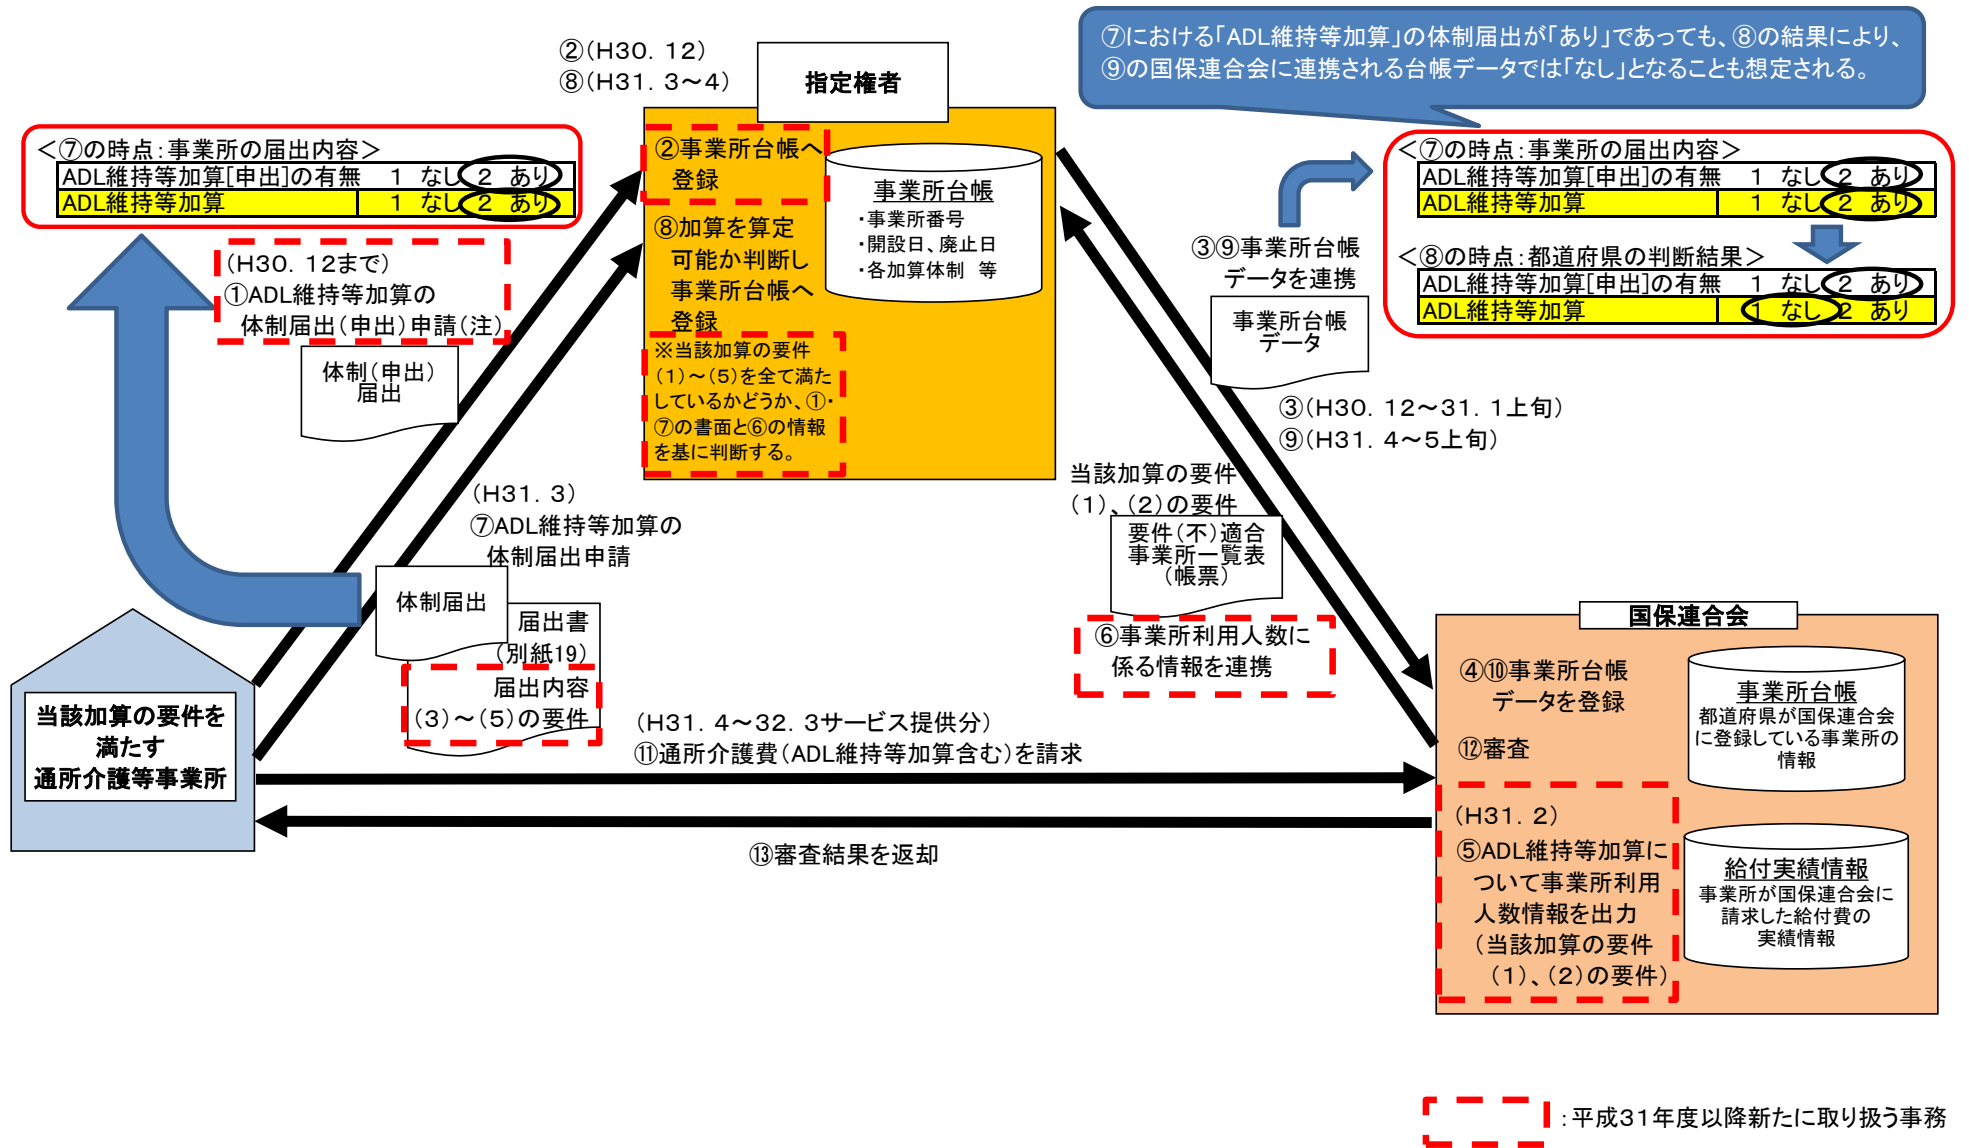 ②(H30．12)
⑧(H31．3～4)
指定権者
⑦における「ADL維持等加算」の体制届出が「あり」であっても、⑧の結果により、
⑨の国保連合会に連携される台帳データでは「なし」となることも想定される。
＜⑦の時点：事業所の届出内容＞
ADL維持等加算[申出]の有無 1 なし 2 あり
ADL維持等加算 1 なし 2 あり
(H30．12まで)
①ADL維持等加算の
体制届出(申出)申請(注)
体制(申出)
届出
②事業所台帳へ
登録
⑧加算を算定
可能か判断し
事業所台帳へ
登録
※当該加算の要件
(1)～(5)を全て満た
しているかどうか、①・
⑦の書面と⑥の情報
を基に判断する。
事業所台帳
・事業所番号
・開設日、廃止日
・各加算体制 等
③⑨事業所台帳
データを連携
事業所台帳
データ
③(H30．12～31．1上旬)
⑨(H31．4～5上旬)
＜⑦の時点：事業所の届出内容＞
ADL維持等加算[申出]の有無 1 なし 2 あり
ADL維持等加算 1 なし 2 あり
＜⑧の時点：都道府県の判断結果＞
ADL維持等加算[申出]の有無 1 なし 2 あり
ADL維持等加算 1 なし 2 あり
(H31．3)
⑦ADL維持等加算の
体制届出申請
体制届出
届出書
(別紙19)
届出内容
(3)～(5)の要件
当該加算の要件
(1)、(2)の要件
要件(不)適合
事業所一覧表
(帳票)
⑥事業所利用人数に
係る情報を連携
当該加算の要件を
満たす
通所介護等事業所
(H31．4～32．3サービス提供分)
⑪通所介護費(ADL維持等加算含む)を請求
⑬審査結果を返却
国保連合会
④⑩事業所台帳
データを登録
⑫審査
(H31．2)
⑤ADL維持等加算に
ついて事業所利用
人数情報を出力
(当該加算の要件
(1)、(2)の要件)
事業所台帳
都道府県が国保連合会
に登録している事業所の
情報
給付実績情報
事業所が国保連合会に
請求した給付費の
実績情報
：平成31年度以降新たに取り扱う事務